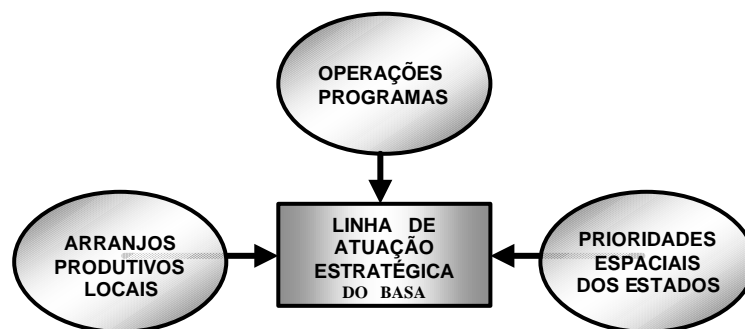 OPERAÇÕES
PROGRAMAS
ARRANJOS
PRODUTIVOS
LOCAIS
LINHA DE
ATUAÇÃO
ESTRATÉGICA
DO BASA
PRIORIDADES
ESPACIAIS
DOS ESTADOS